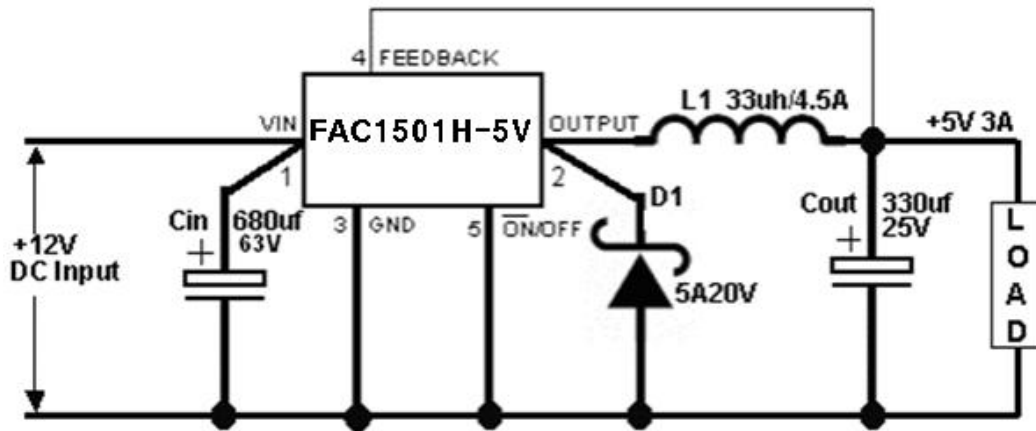 4 FEEDBACK
VIN
FAC1501H-5V
OUTPUT
L1 33uh/4.5A
+5V 3A
1
2
D1
Cin
680uf
63V
+
3 GND
5 ON/OFF
Cout
330uf
25V
+
+12V
DC Input
5A20V
LOAD